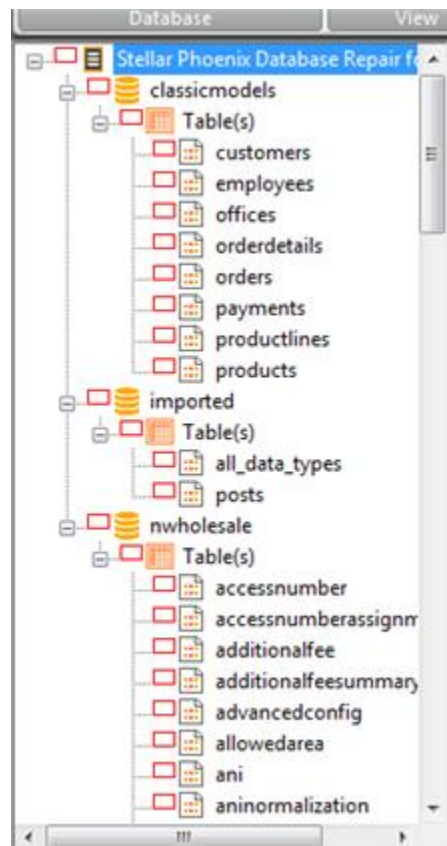 Database View
Stellar Phoenix Database Repair fo
classicmodels
Table(s)
customers
employees
offices
orderdetails
orders
payments
productlines
products
imported
Table(s)
all_data_types
posts
nwholesale
Table(s)
accessnumber
accessnumberassignm
additionalfee
additionalfeesummary
advancedconfig
allowedarea
ani
aninormalization